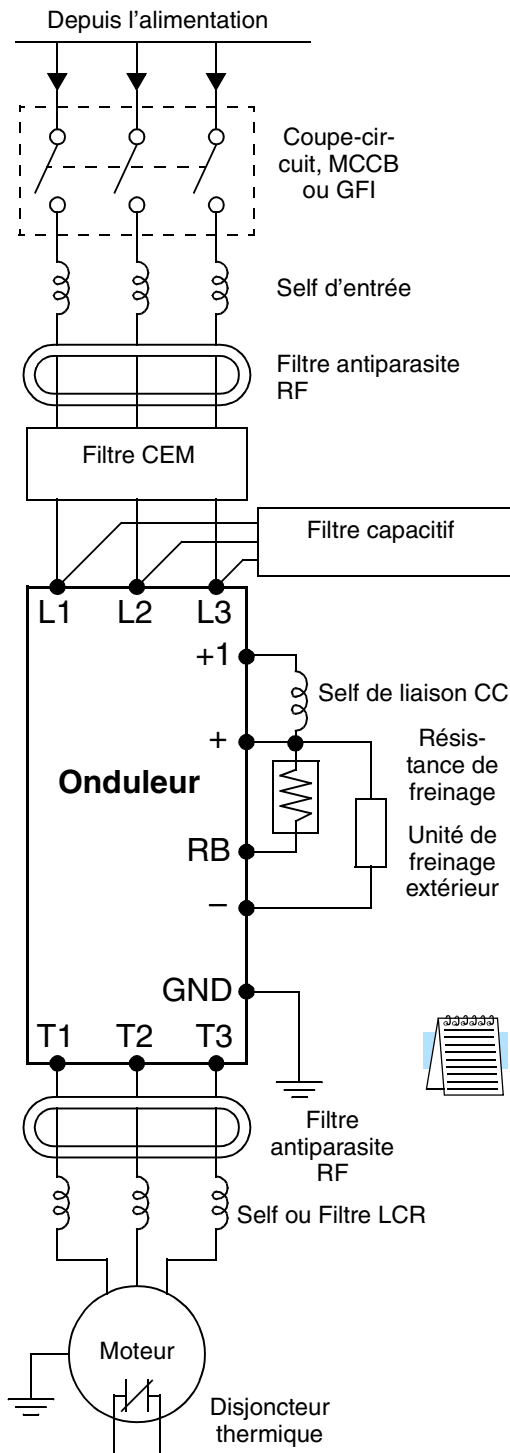 Depuis l'alimentation
Coupe-cir-
cuit, MCCB
ou GFI
Self d'entrée
Filtre antiparasite
RF
Filtre CEM
Filtre capacitif
L1 L2 L3
+1
Self de liaison CC
+
Onduleur
Résis-
tance de
freinage
RB
Unité de
freinage
extérieur
–
GND
T1 T2 T3
Filtre
antiparasite
RF
Self ou Filtre LCR
Moteur
Disjoncteur
thermique